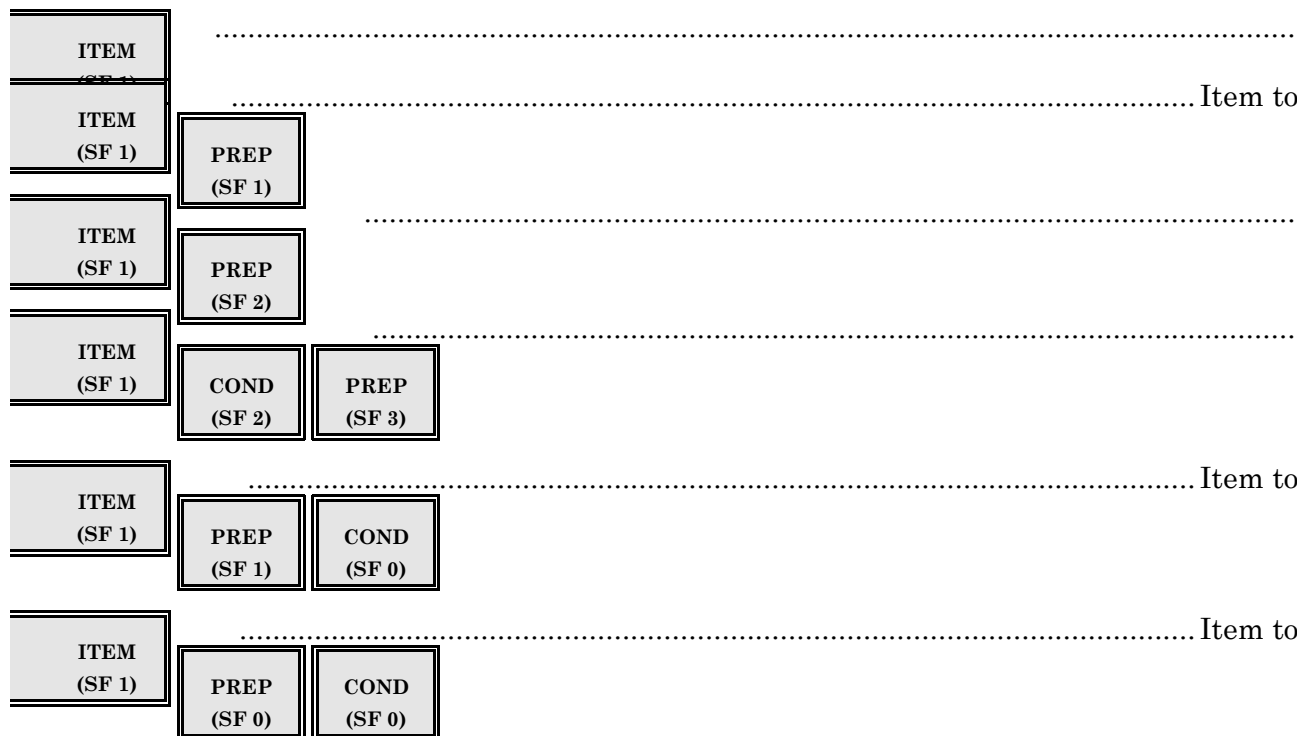 ITEM
(SF 1)
Item to
ITEM
(SF 1)
PREP
(SF 1)
ITEM
(SF 1)
PREP
(SF 2)
ITEM
(SF 1)
COND
(SF 2)
PREP
(SF 3)
Item to
ITEM
(SF 1)
PREP
(SF 1)
COND
(SF 0)
Item to
ITEM
(SF 1)
PREP
(SF 0)
COND
(SF 0)